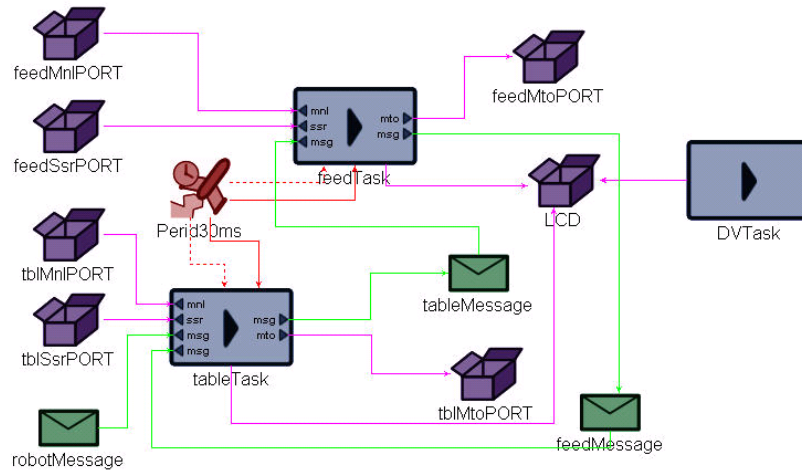 feedMnlPORT
feedSsrPORT
mnl
ssr
msg
mto
msg
feedTask
feedMtoPORT
LCD
DVTask
Perid30ms
tblMnlPORT
tblSsrPORT
mnl
ssr
msg
msg
msg
mto
tableTask
tableMessage
tblMtoPORT
robotMessage
feedMessage